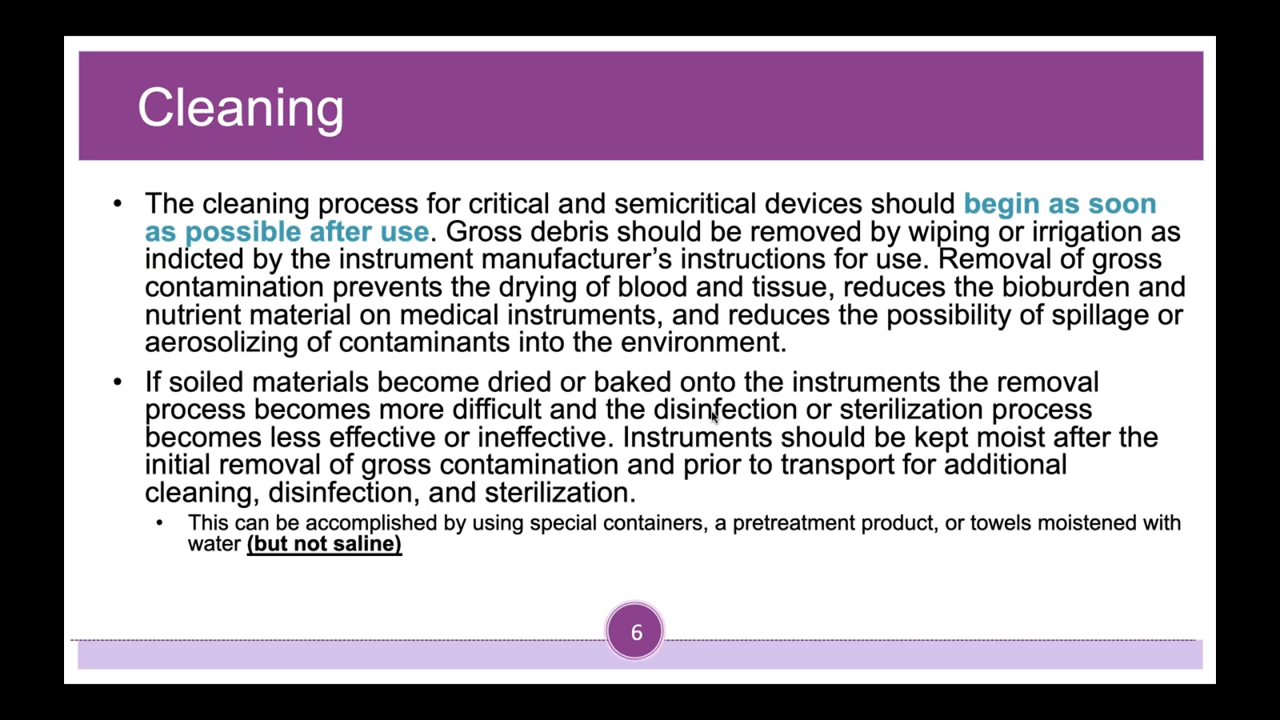 Cleaning
• The cleaning process for critical and semicritical devices should begin as soon
as possible after use. Gross debris should be removed by wiping or irrigation as
indicted by the instrument manufacturer’s instructions for use. Removal of gross
contamination prevents the drying of blood and tissue, reduces the bioburden and
nutrient material on medical instruments, and reduces the possibility of spillage or
aerosolizing of contaminants into the environment.
• If soiled materials become dried or baked onto the instruments the removal
process becomes more difficult and the disinfection or sterilization process
becomes less effective or ineffective. Instruments should be kept moist after the
initial removal of gross contamination and prior to transport for additional
cleaning, disinfection, and sterilization.
• This can be accomplished by using special containers, a pretreatment product, or towels moistened with
water (but not saline)
6